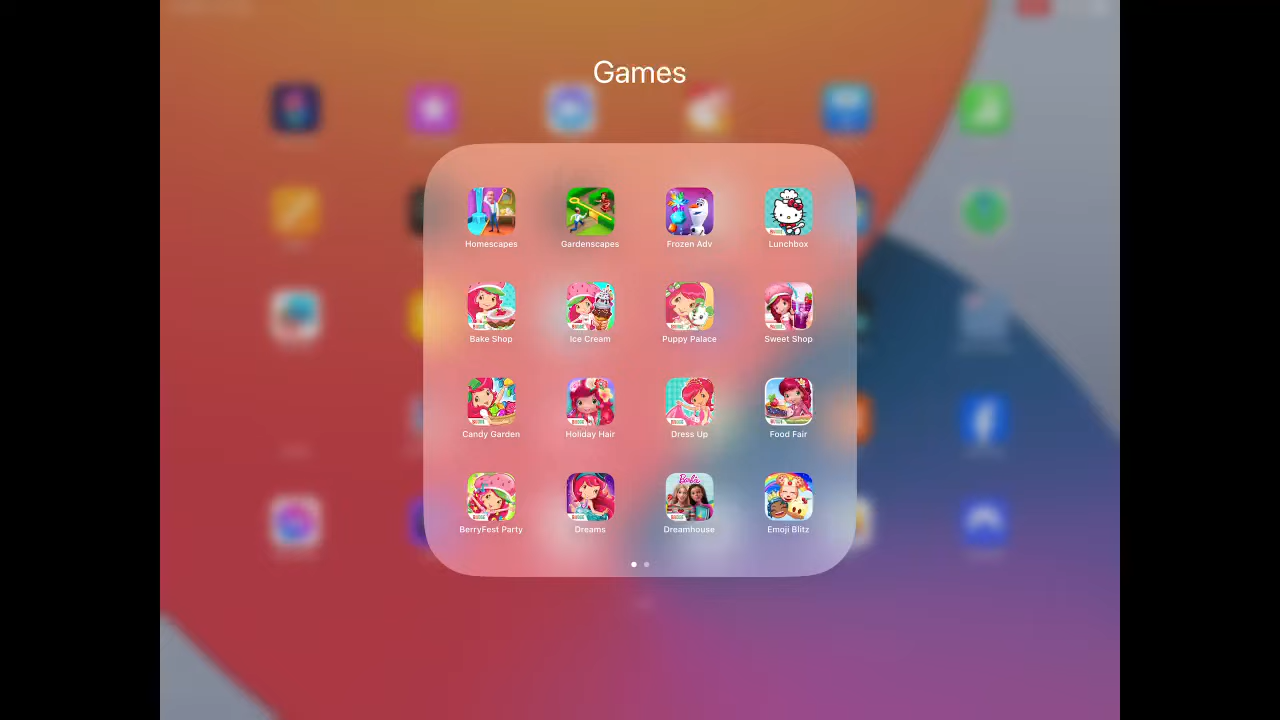 Games
Homescapes
Gardenscapes
Frozen Adv
Lunchbox
Bake Shop
Ice Cream
Puppy Palace
Sweet Shop
Candy Garden
Holiday Hair
Dress Up
Food Fair
BerryFest Party
Dreams
Barbie
Dreamhouse
Emoji Blitz